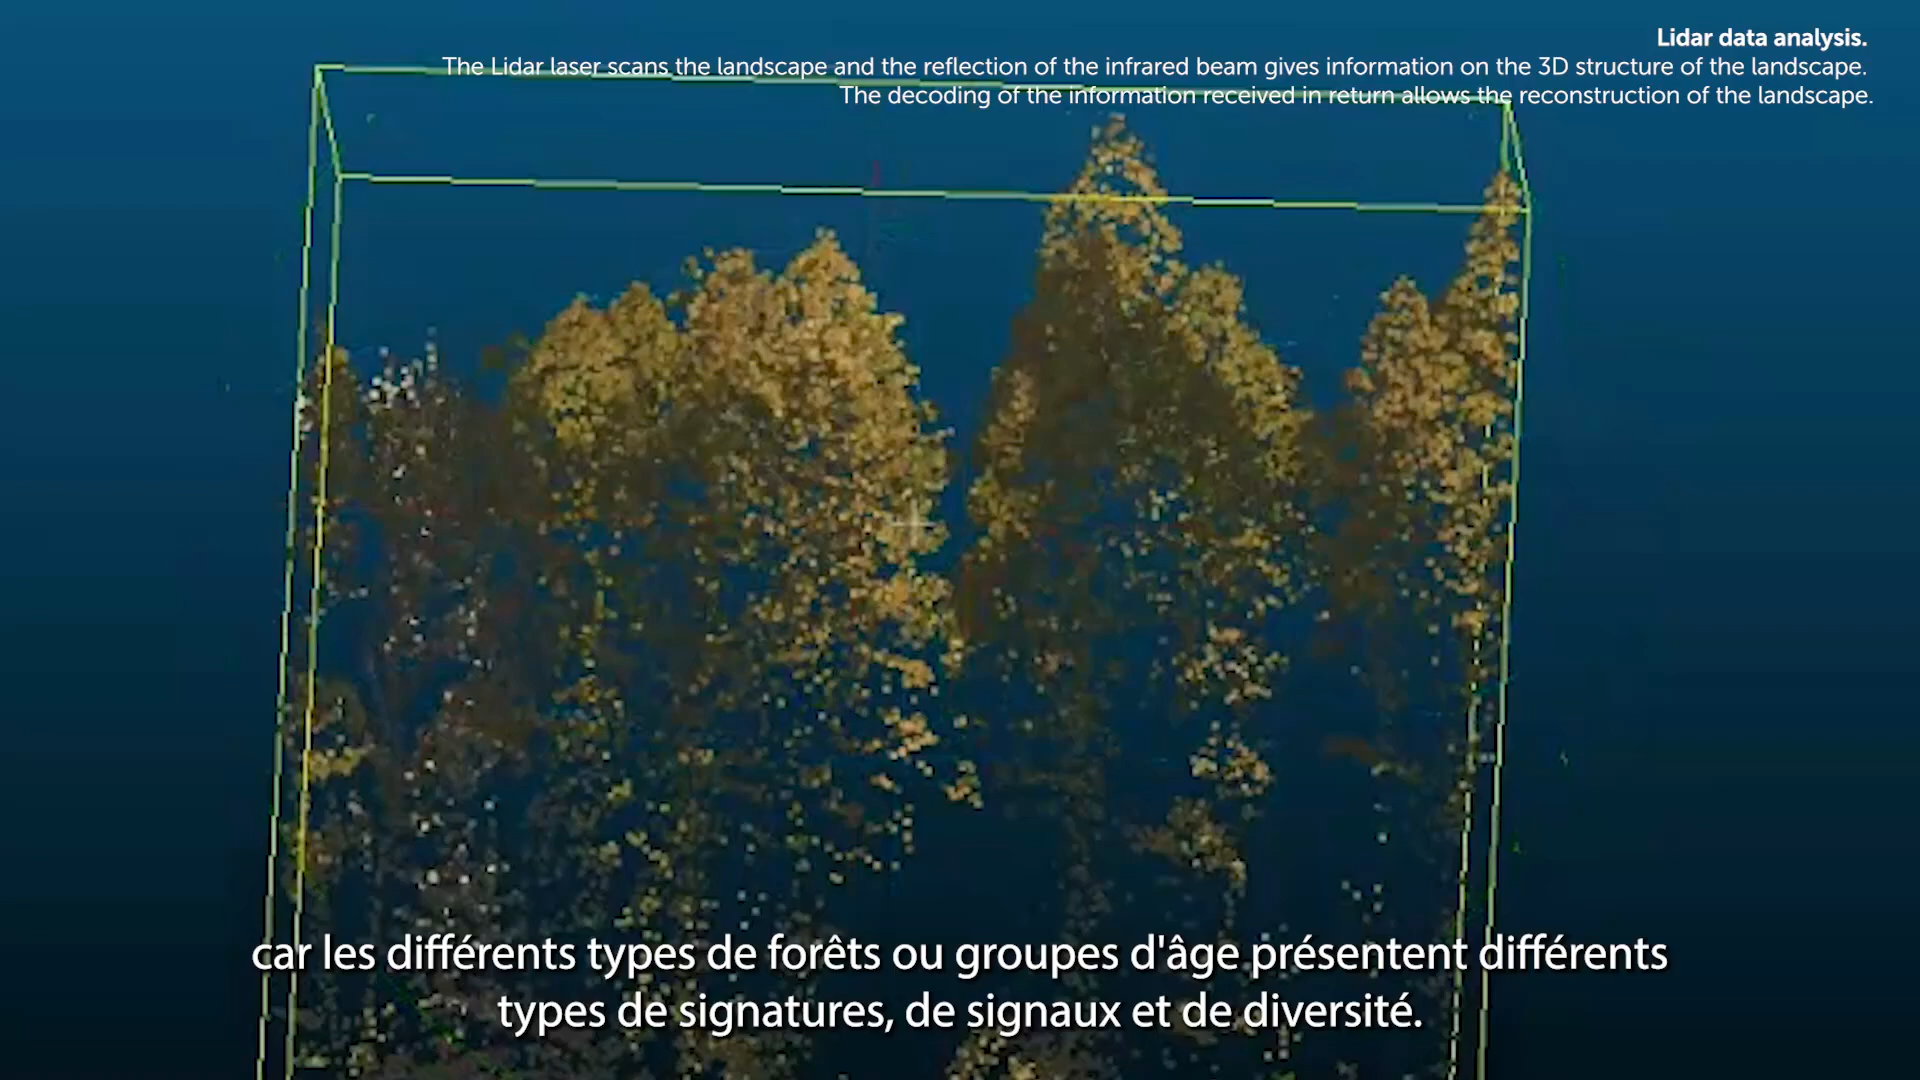 Lidar data analysis.
The Lidar laser scans the landscape and the reflection of the infrared beam gives information on the 3D structure of the landscape.
The decoding of the information received in return allows the reconstruction of the landscape.
car les différents types de forêts ou groupes d'âge présentent différents
types de signatures, de signaux et de diversité.